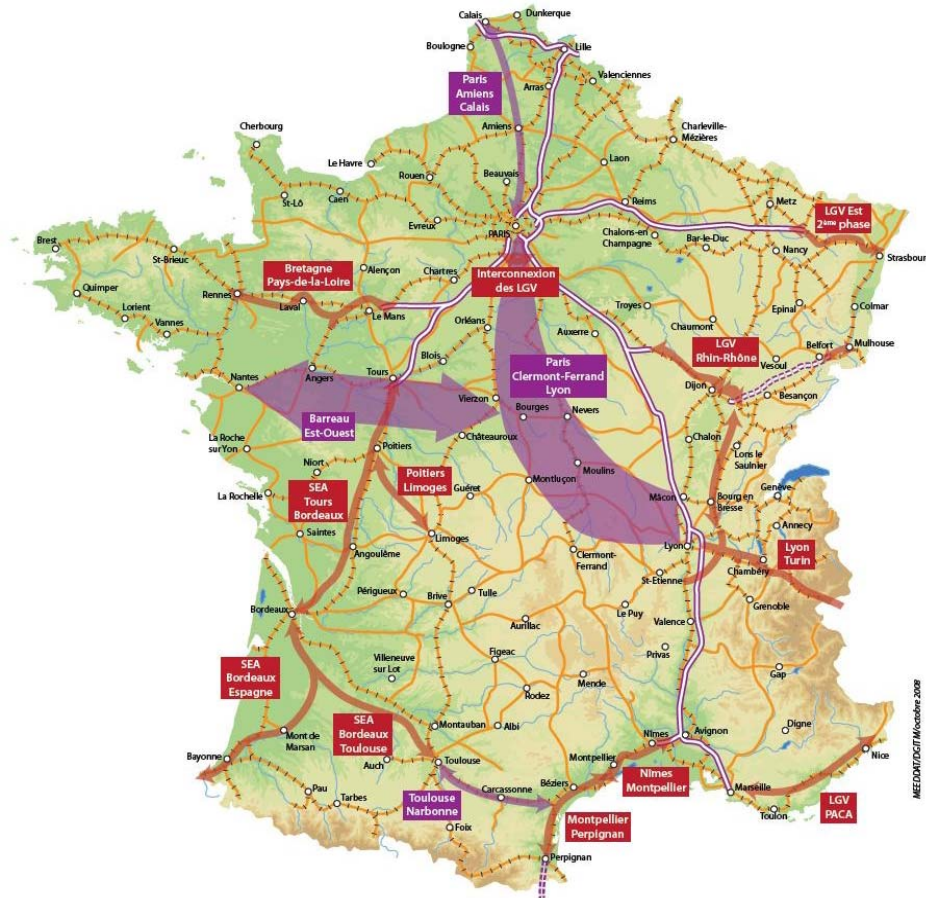 Calais
Dunkerque
Boulogne
Lille
Valenciennes
Arras
Paris
Amiens
Calais
Amiens
Cherbourg
Charleville-
Mézières
Le Havre
Rouen
Beauvais
Laon
St-Lô
Caen
Reims
Metz
LGV Est
2ème phase
Evreux
PARIS
Chalons-en
Champagne
Bar-le-Duc
Nancy
Strasbourg
Brest
St-Brieuc
Bretagne
Pays-de-la-Loire
Alençon
Chartres
Interconnexion
des LGV
Quimper
Rennes
Laval
Le Mans
Troyes
Epinal
Colmar
Lorient
Vannes
Orléans
Auxerre
Chaumont
LGV
Rhin-Rhône
Belfort
Mulhouse
Vesoul
Blois
Paris
Clermont-Ferrand
Lyon
Nantes
Angers
Tours
Vierzon
Dijon
Besançon
Bourges
Nevers
Barreau
Est-Ouest
Châteauroux
La Roche
sur Yon
Poitiers
Chalon
Lons le
Saulnier
Niort
Moulins
Poitiers
Limoges
Guéret
Montluçon
La Rochelle
SEA
Tours
Bordeaux
Mâcon
Bourg en
Bresse
Genève
Annecy
Saintes
Limoges
Lyon
Lyon
Turin
Angoulême
Clermont-
Ferrand
Chambéry
St-Etienne
Périgueux
Tulle
Brive
Grenoble
Bordeaux
Le Puy
Valence
Aurillac
Privas
SEA
Bordeaux
Espagne
Villeneuve
sur Lot
Figeac
Gap
Mende
Rodez
SEA
Bordeaux
Toulouse
Montauban
Albi
Digne
Mont de
Marsan
Nîmes
Avignon
Bayonne
Auch
Toulouse
Montpellier
Nice
Béziers
Nîmes
Montpellier
Marseille
Pau
Tarbes
Toulouse
Narbonne
Carcassonne
Toulon
LGV
PACA
Montpellier
Perpignan
Foix
Perpignan
MEEDDAT/DGITM/octobre 2008